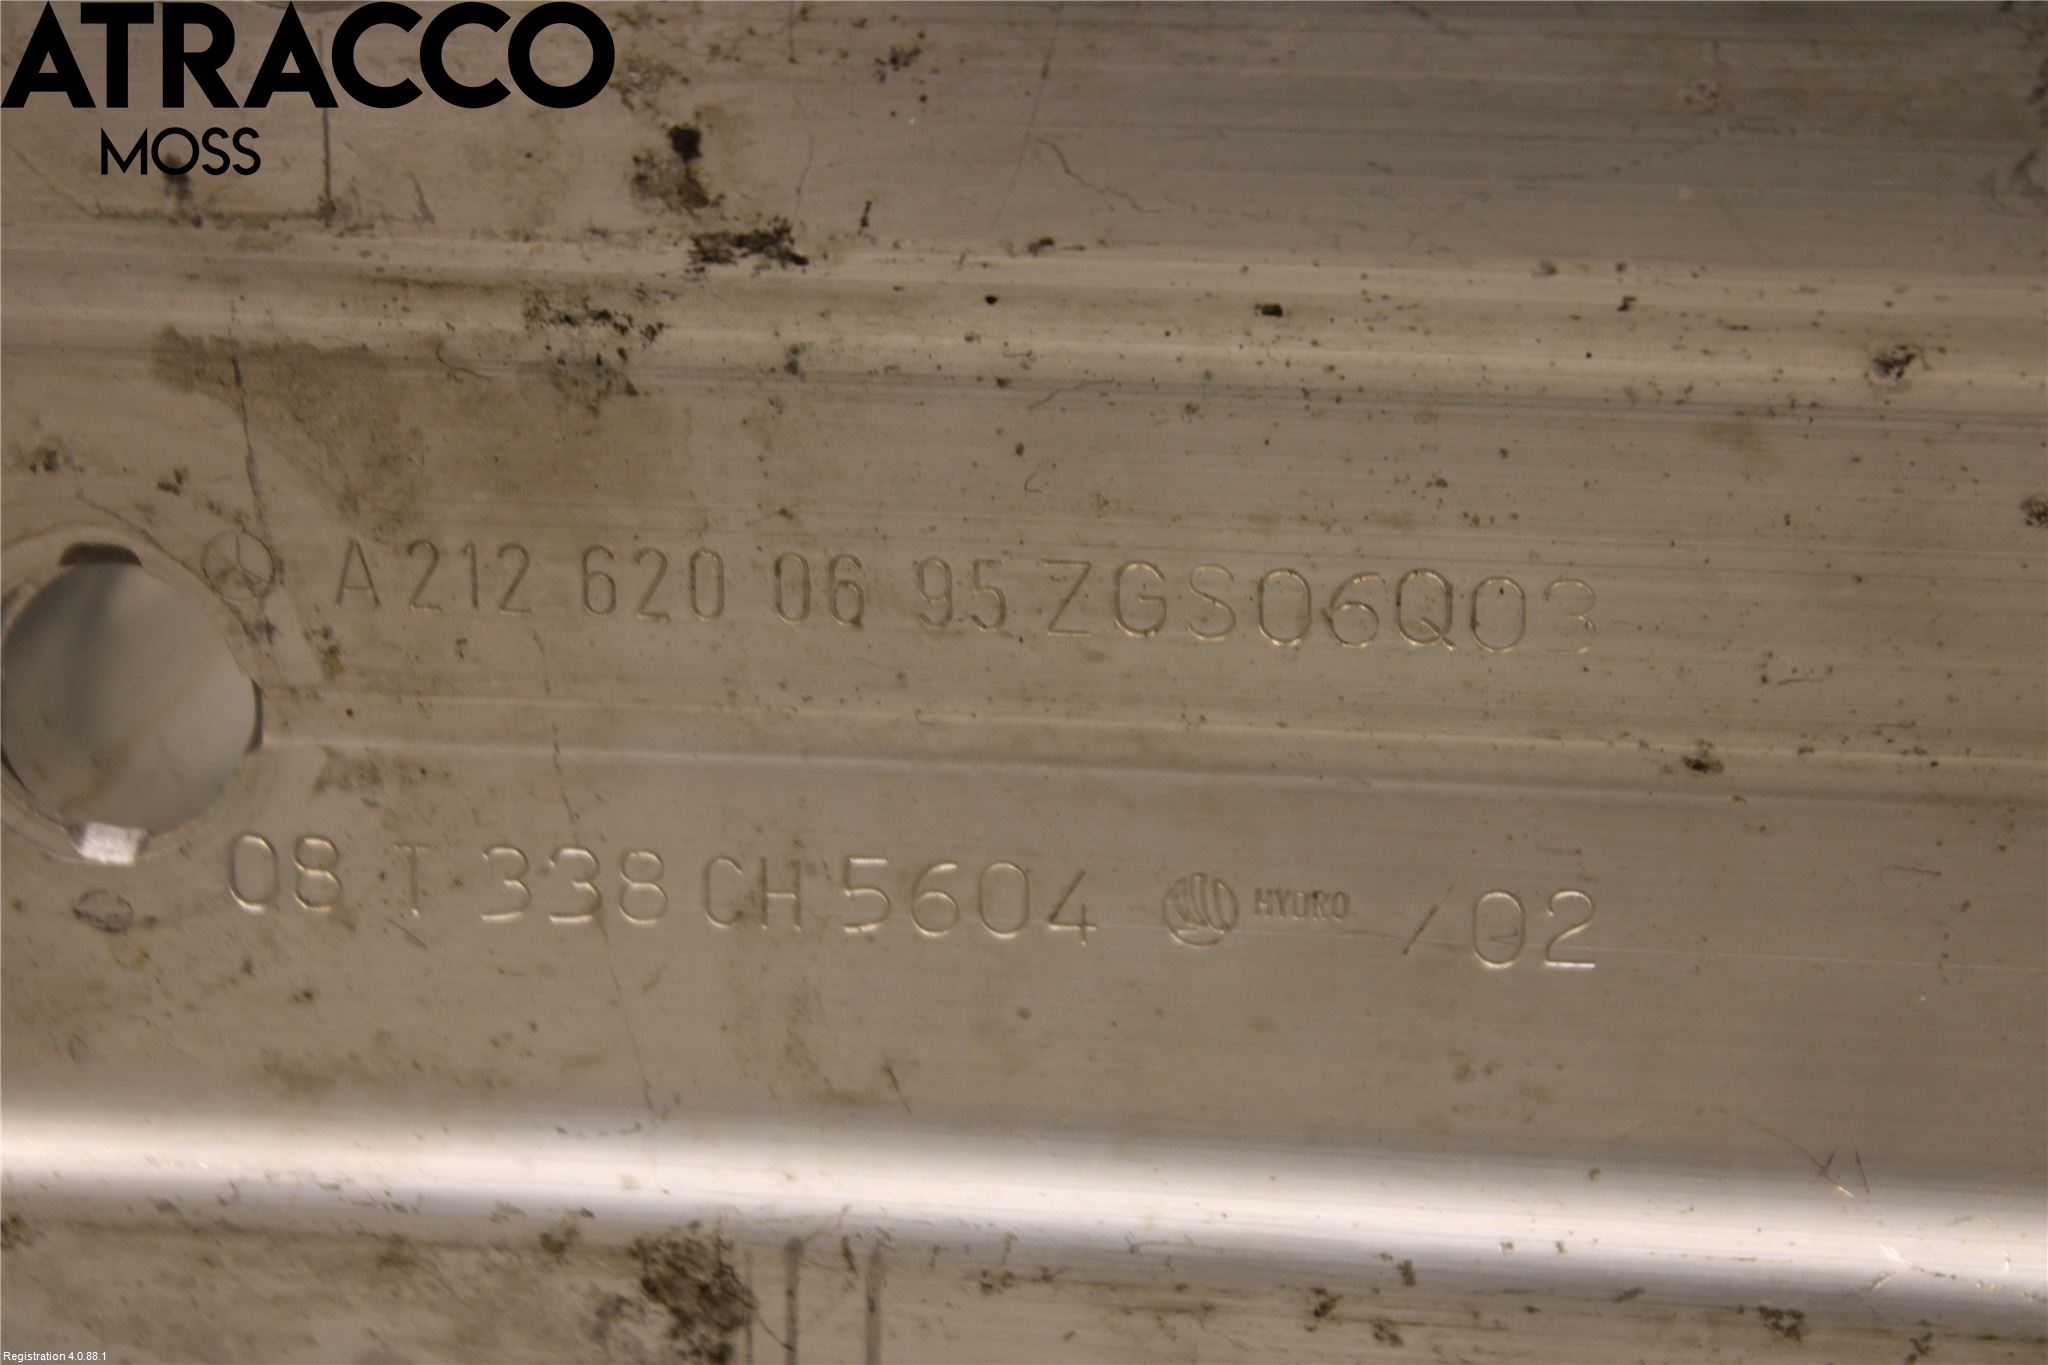 ATRACCO
MOSS
A 212 620 06 95 ZGS06Q03
08 T 338 CH 5604 HYDRO /02
Registration 4.0.88.1